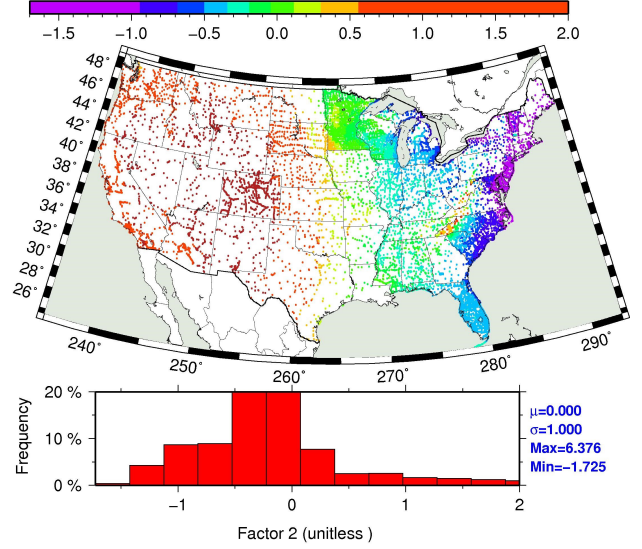 −1.5 −1.0 −0.5 0.0 0.5 1.0 1.5 2.0
48°
46°
44°
42°
40°
38°
36°
34°
32°
30°
28°
26°
240° 250° 260° 270° 280° 290°
Frequency
20 %
10 %
0 %
−1 0 1 2
Factor 2 (unitless )
μ=0.000
σ=1.000
Max=6.376
Min=−1.725